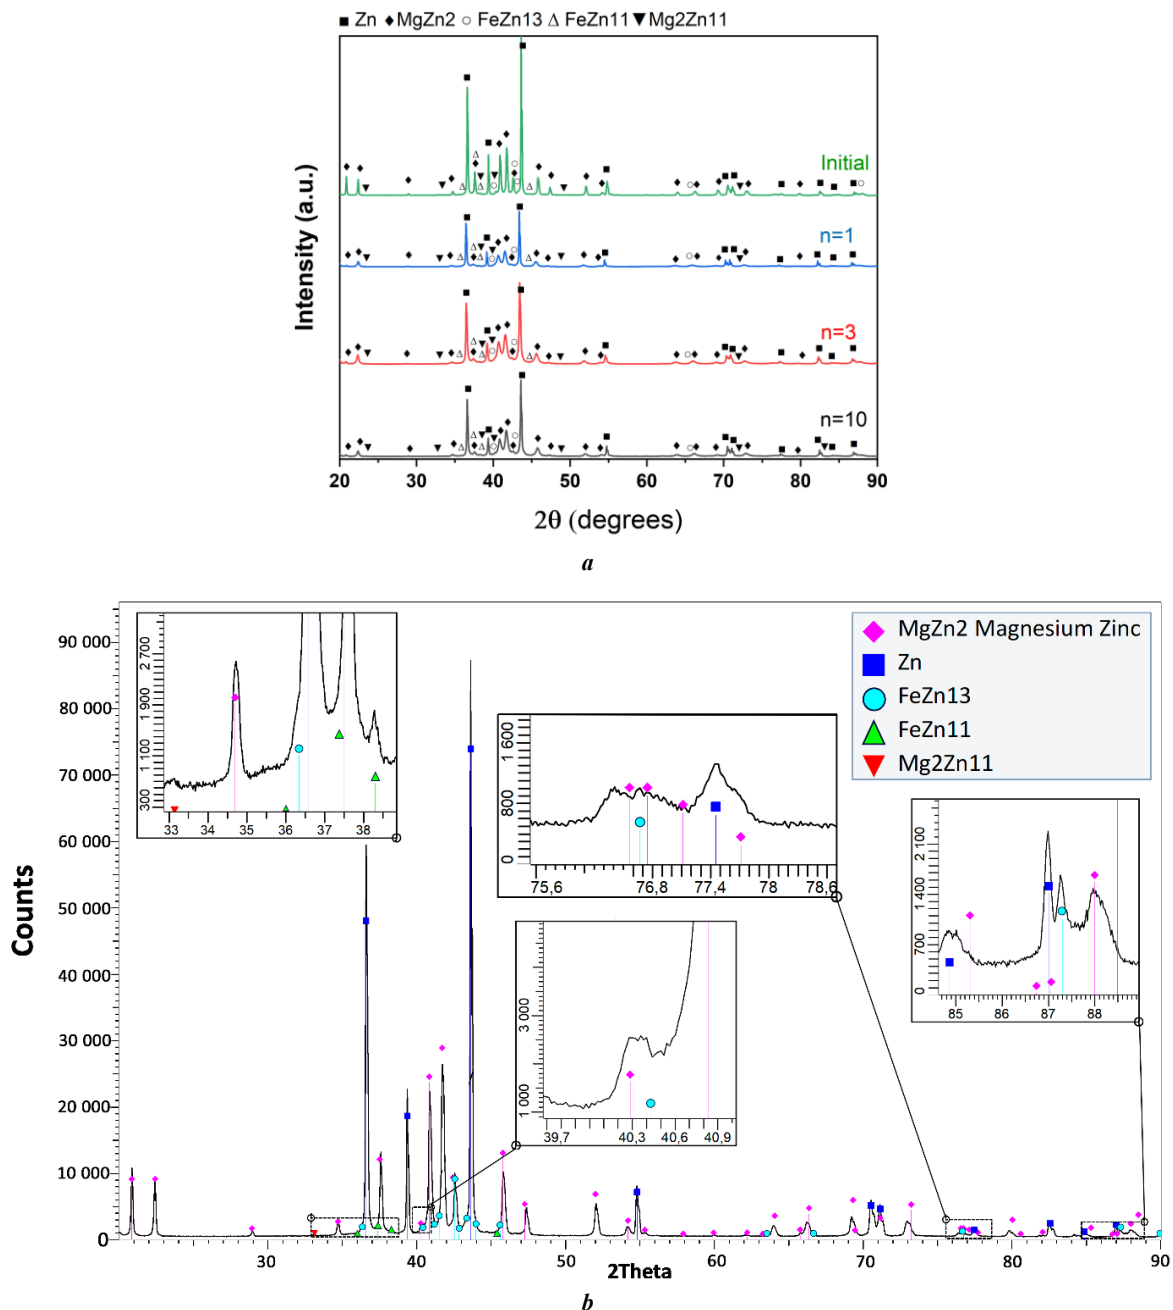 ■ Zn ♦ MgZn2 ○ FeZn13 △ FeZn11 ▼ Mg2Zn11
Intensity (a.u.)
Initial
n=1
n=3
n=10
20 30 40 50 60 70 80 90
2θ (degrees)
a
Counts
90 000
80 000
70 000
60 000
50 000
40 000
30 000
20 000
10 000
0
30 40 50 60 70 80 90
2Theta
MgZn2 Magnesium Zinc
Zn
FeZn13
FeZn11
Mg2Zn11
2 700
1 900
1 100
300
33 34 35 36 37 38
1 600
800
0
75,6 76,8 77,4 78 78,6
3 000
1 000
39,7 40,3 40,6 40,9
2 100
1 400
700
0
85 86 87 88
b